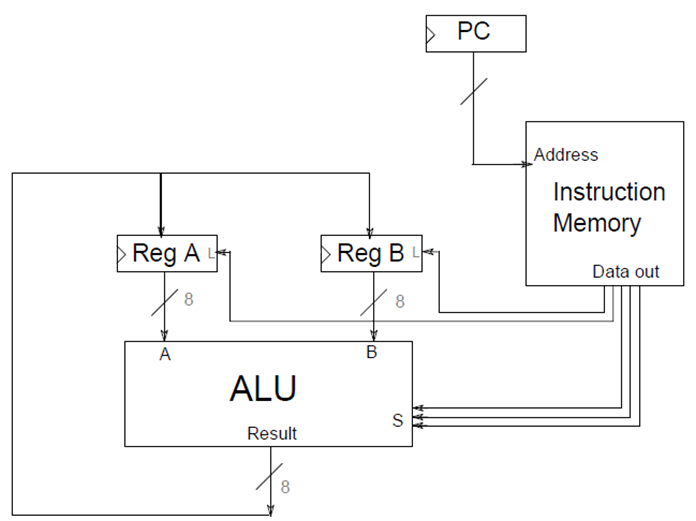 PC
Address
Instruction
Memory
Data out
Reg A L
Reg B L
8
8
A
B
ALU
S
Result
8